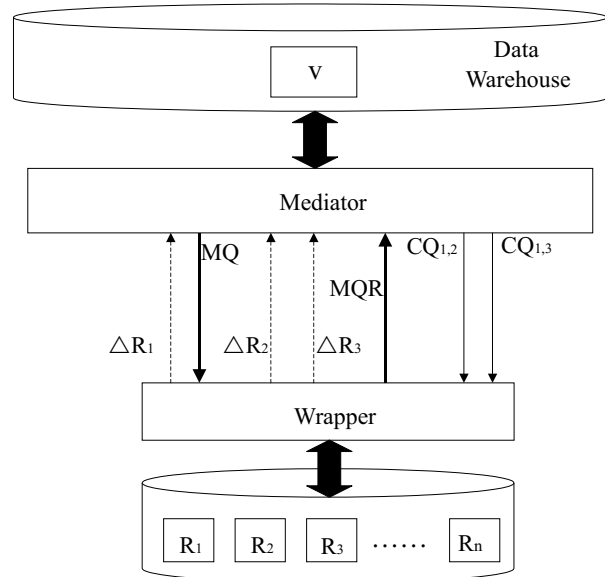 Data
Warehouse
V
Mediator
MQ
CQ1,2
CQ1,3
MQR
△R1
△R2
△R3
Wrapper
R1 R2 R3 …… Rn